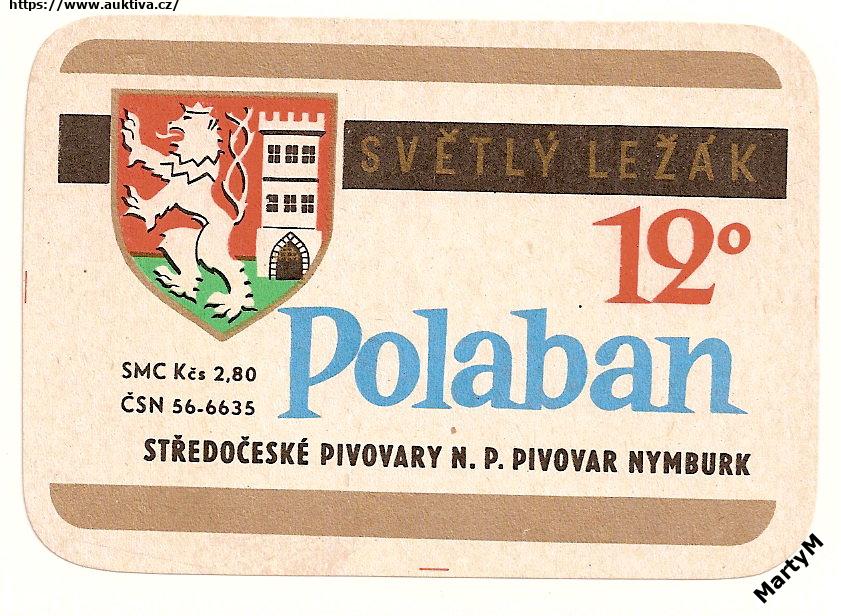 https://www.auktiva.cz/
SVĚTLÝ LEŽÁK
12°
Polaban
SMC Kčs 2,80
ČSN 56-6635
STŘEDOČESKÉ PIVOVARY N. P. PIVOVAR NYMBURK
MartyM